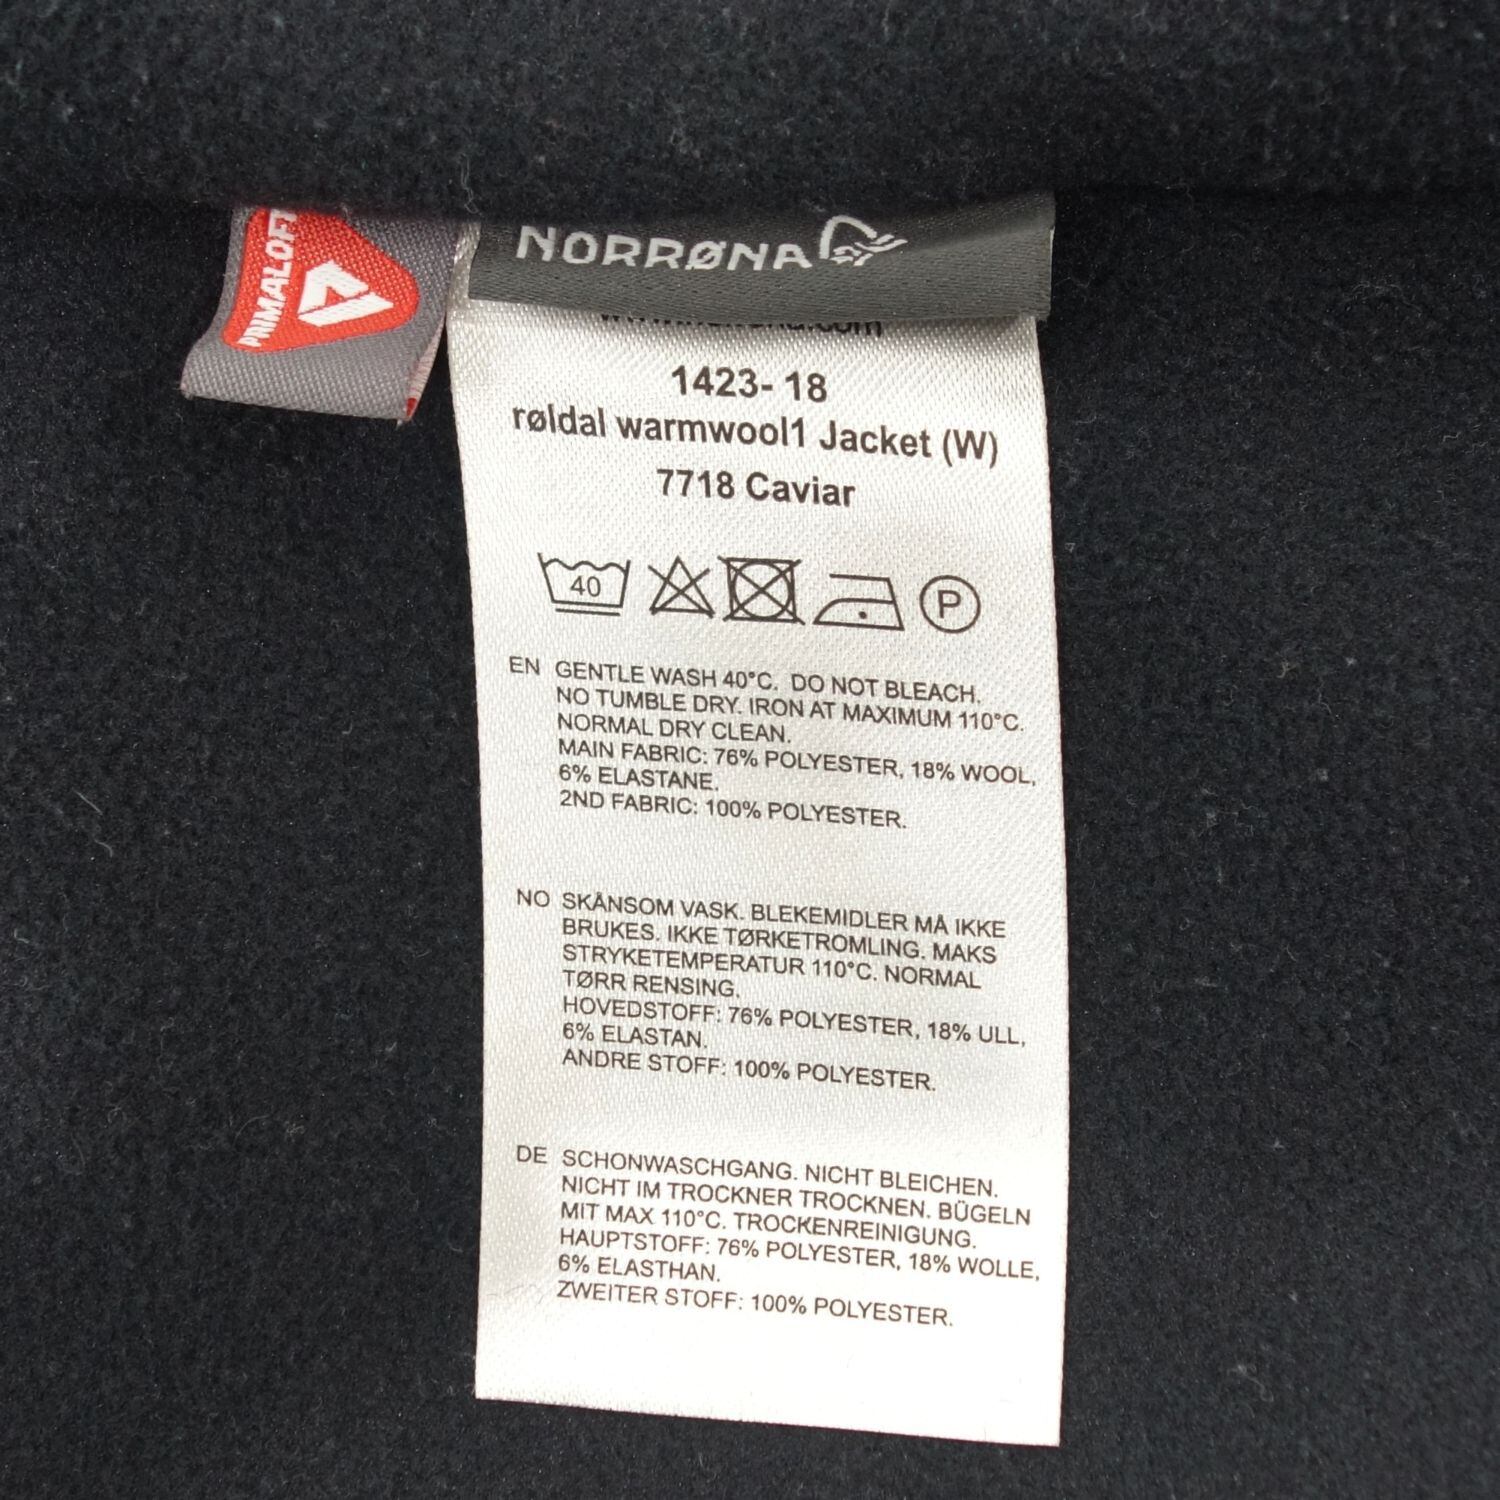 PRIMALOFT
NORRØNA
1423- 18
røldal warmwool1 Jacket (W)
7718 Caviar
40
P
EN GENTLE WASH 40°C. DO NOT BLEACH.
NO TUMBLE DRY. IRON AT MAXIMUM 110°C.
NORMAL DRY CLEAN.
MAIN FABRIC: 76% POLYESTER, 18% WOOL,
6% ELASTANE.
2ND FABRIC: 100% POLYESTER.
NO SKÅNSOM VASK. BLEKEMIDLER MÅ IKKE
BRUKES. IKKE TØRKETROMLING. MAKS
STRYKETEMPERATUR 110°C. NORMAL
TØRR RENSING.
HOVEDSTOFF: 76% POLYESTER, 18% ULL,
6% ELASTAN.
ANDRE STOFF: 100% POLYESTER.
DE SCHONWASCHGANG. NICHT BLEICHEN.
NICHT IM TROCKNER TROCKNEN. BÜGELN
MIT MAX 110°C. TROCKENREINIGUNG.
HAUPTSTOFF: 76% POLYESTER, 18% WOLLE,
6% ELASTHAN.
ZWEITER STOFF: 100% POLYESTER.